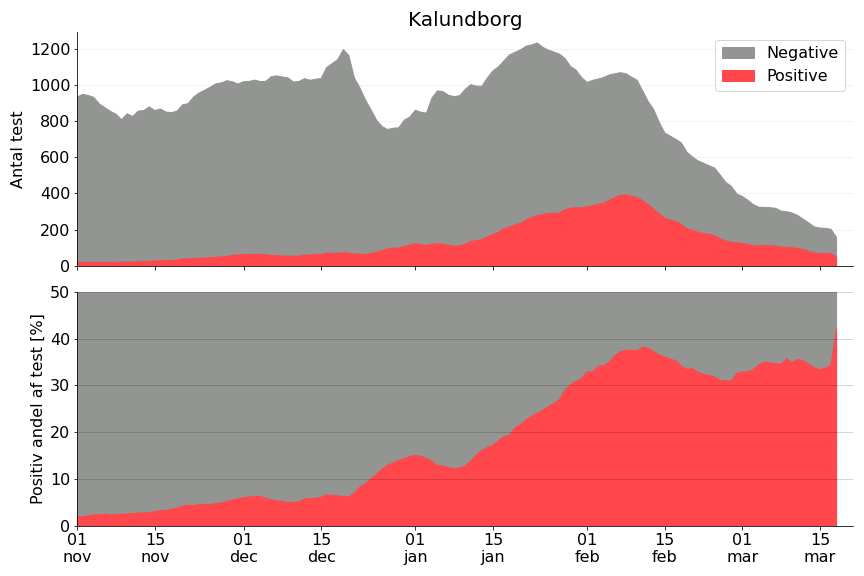 Kalundborg
Antal test
1200
1000
800
600
400
200
0
Negative
Positive
Positiv andel af test [%]
50
40
30
20
10
0
01 15 01 15 01 15 01 15 01 15
nov nov dec dec jan jan feb feb mar mar